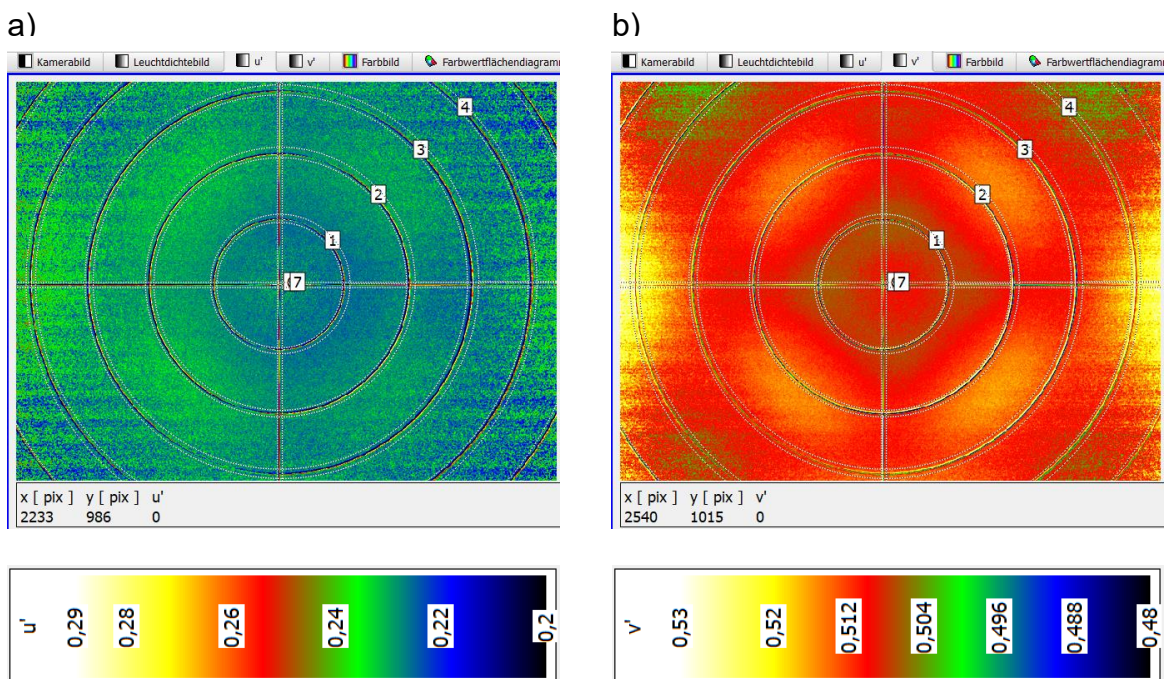 a)
Kamerabild Leuchtdichtebild u' v' Farbbild Farbwertflächendiagramm
4
3
2
1
7
x [ pix ] y [ pix ] u'
2233 986 0
u' 0,29 0,28 0,26 0,24 0,22 0,2
b)
Kamerabild Leuchtdichtebild u' v' Farbbild Farbwertflächendiagramm
4
3
2
1
7
x [ pix ] y [ pix ] v'
2540 1015 0
v' 0,53 0,52 0,512 0,504 0,496 0,488 0,48